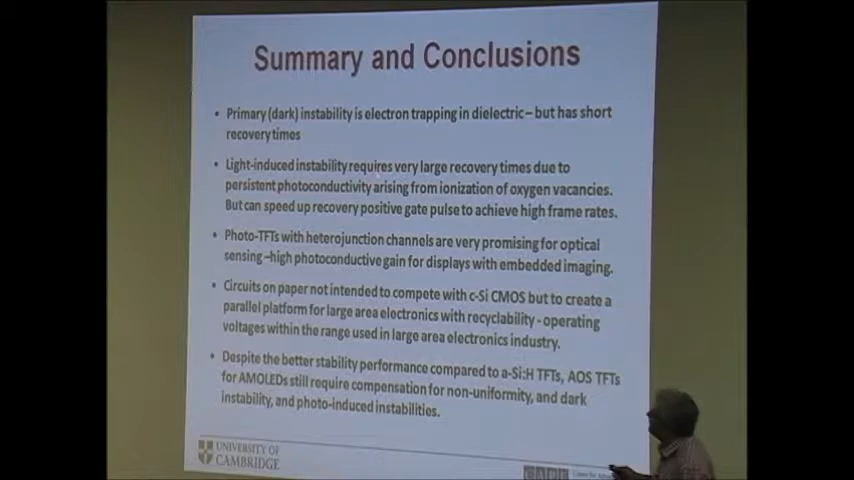 Summary and Conclusions
• Primary (dark) instability is electron trapping in dielectric – but has short
recovery times
• Light-induced instability requires very large recovery times due to
persistent photoconductivity arising from ionization of oxygen vacancies.
But can speed up recovery positive gate pulse to achieve high frame rates.
• Photo-TFTs with heterojunction channels are very promising for optical
sensing –high photoconductive gain for displays with embedded imaging.
• Circuits on paper not intended to compete with c-Si CMOS but to create a
parallel platform for large area electronics with recyclability - operating
voltages within the range used in large area electronics industry.
• Despite the better stability performance compared to a-Si:H TFTs, AOS TFTs
for AMOLEDs still require compensation for non-uniformity, and dark
instability, and photo-induced instabilities.
UNIVERSITY OF
CAMBRIDGE